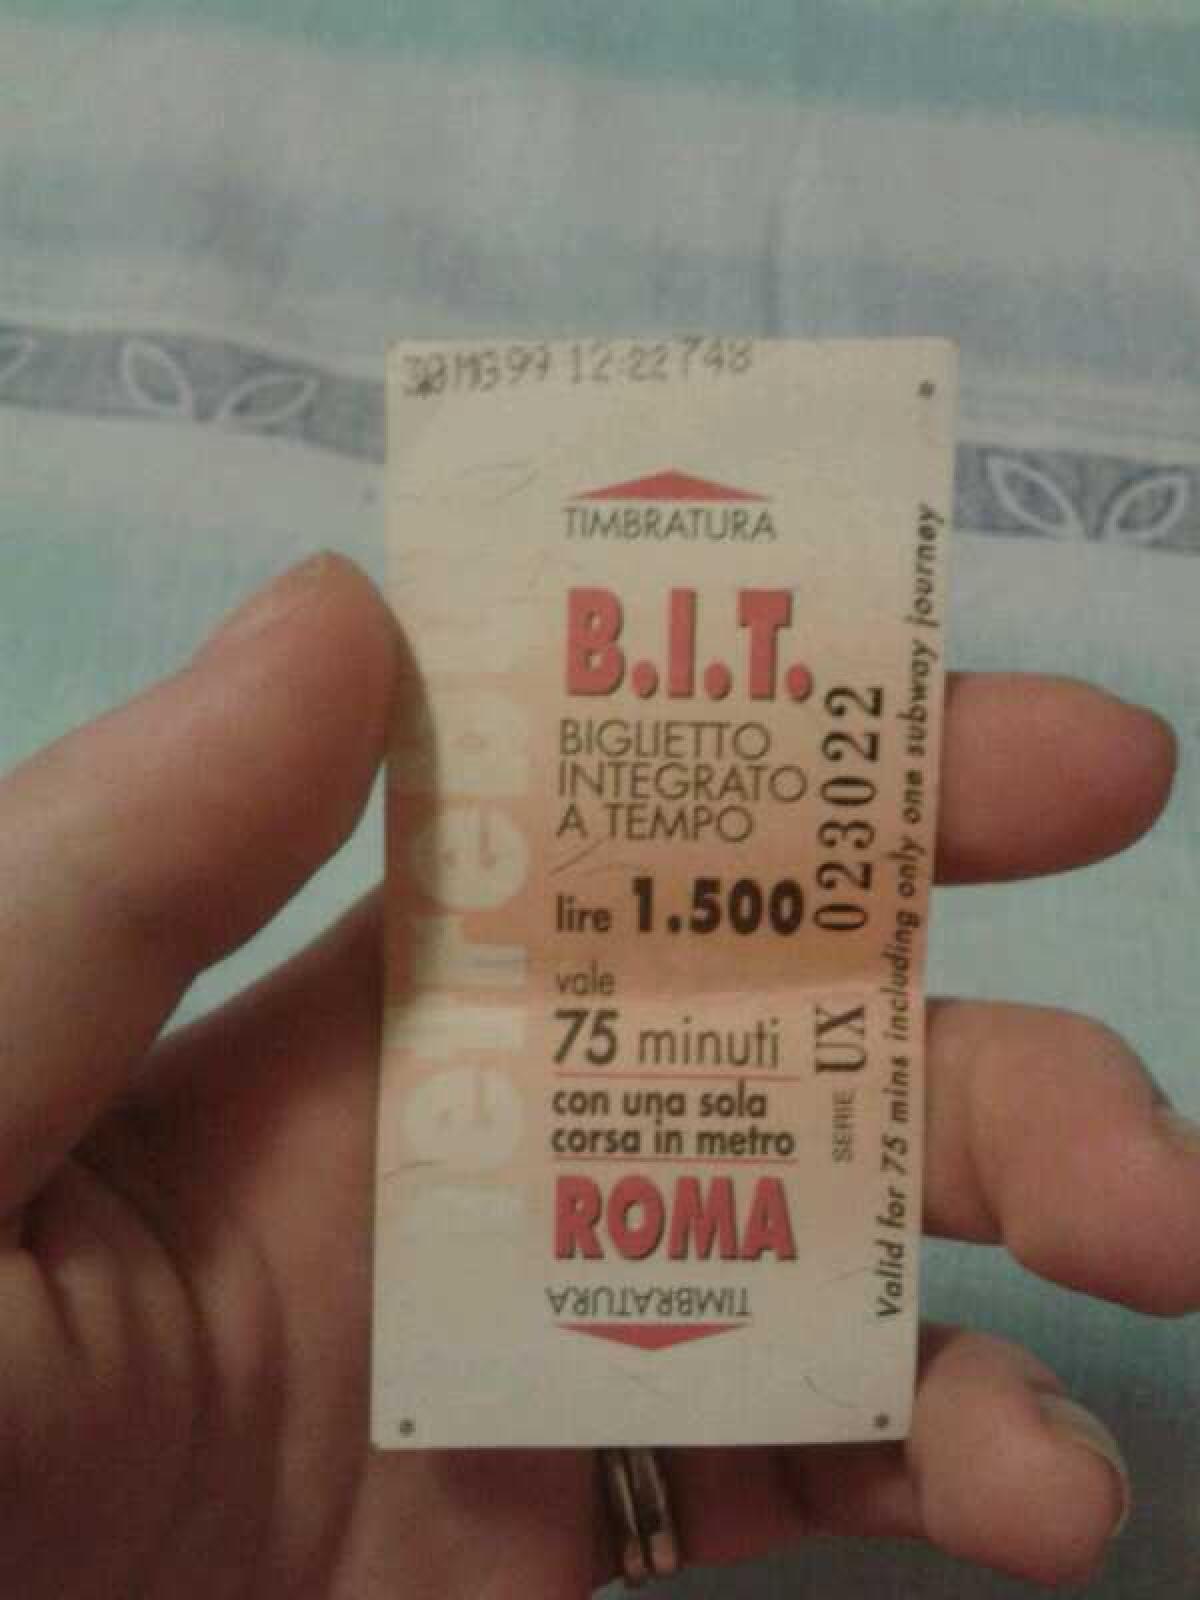 12:22 748
TIMBRATURA
B.I.T.
BIGLIETTO
INTEGRATO
A TEMPO
lire 1.500
vale
75 minuti
con una sola
corsa in metro
ROMA
TIMBRATURA
SERIE UX 023022
Valid for 75 mins including only one subway journey
metrebu